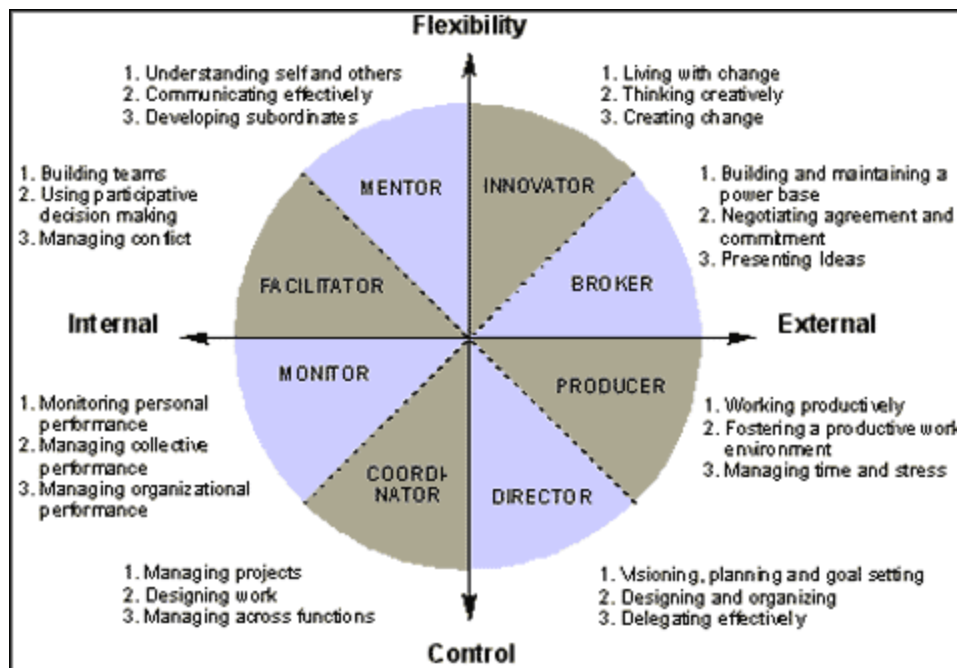 Flexibility
1. Understanding self and others
2. Communicating effectively
3. Developing subordinates
1. Living with change
2. Thinking creatively
3. Creating change
1. Building teams
2. Using participative
decision making
3. Managing conflict
MENTOR
INNOVATOR
1. Building and maintaining a
power base
2. Negotiating agreement and
commitment
3. Presenting Ideas
FACILITATOR
BROKER
Internal
External
MONITOR
PRODUCER
1. Monitoring personal
performance
2. Managing collective
performance
3. Managing organizational
performance
1. Working productively
2. Fostering a productive work
environment
3. Managing time and stress
COORDI-
NATOR
DIRECTOR
1. Managing projects
2. Designing work
3. Managing across functions
1. Visioning, planning and goal setting
2. Designing and organizing
3. Delegating effectively
Control